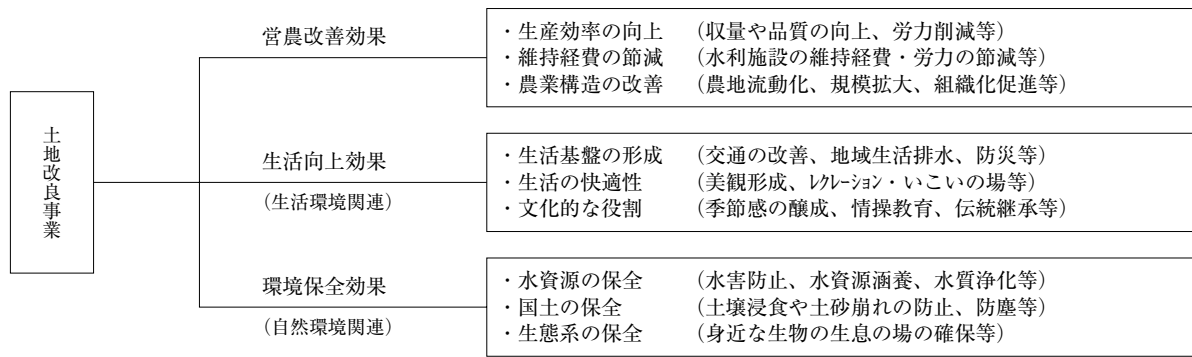 土地改良事業
営農改善効果
・生産効率の向上　（収量や品質の向上、労力削減等）
・維持経費の節減　（水利施設の維持経費・労力の節減等）
・農業構造の改善　（農地流動化、規模拡大、組織化促進等）
生活向上効果
（生活環境関連）
・生活基盤の形成　（交通の改善、地域生活排水、防災等）
・生活の快適性　　（美観形成、ﾚｸﾚｰｼｮﾝ・いこいの場等）
・文化的な役割　　（季節感の醸成、情操教育、伝統継承等）
環境保全効果
（自然環境関連）
・水資源の保全　　（水害防止、水資源涵養、水質浄化等）
・国土の保全　　　（土壌浸食や土砂崩れの防止、防塵等）
・生態系の保全　　（身近な生物の生息の場の確保等）